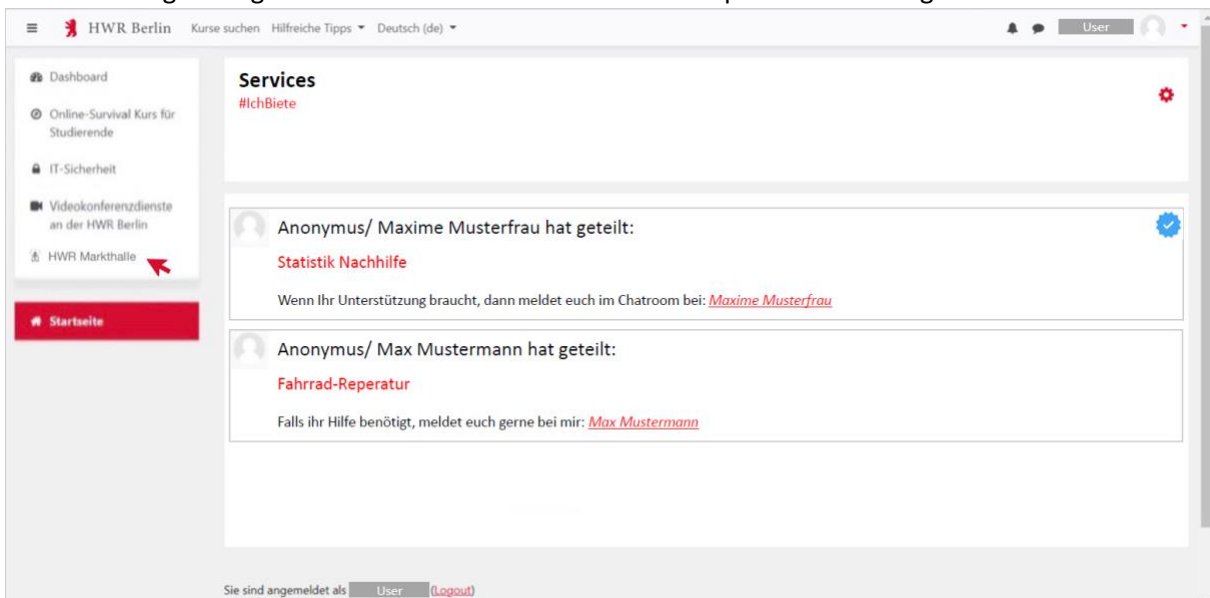 HWR Berlin Kurse suchen Hilfreiche Tipps Deutsch (de) User
Dashboard
Online-Survival Kurs für
Studierende
IT-Sicherheit
Videokonferenzdienste
an der HWR Berlin
HWR Markthalle
Startseite
Services
#IchBiete
Anonymus/ Maxime Musterfrau hat geteilt:
Statistik Nachhilfe
Wenn Ihr Unterstützung braucht, dann meldet euch im Chatroom bei: Maxime Musterfrau
Anonymus/ Max Mustermann hat geteilt:
Fahrrad-Reperatur
Falls ihr Hilfe benötigt, meldet euch gerne bei mir: Max Mustermann
Sie sind angemeldet als User (Logout)